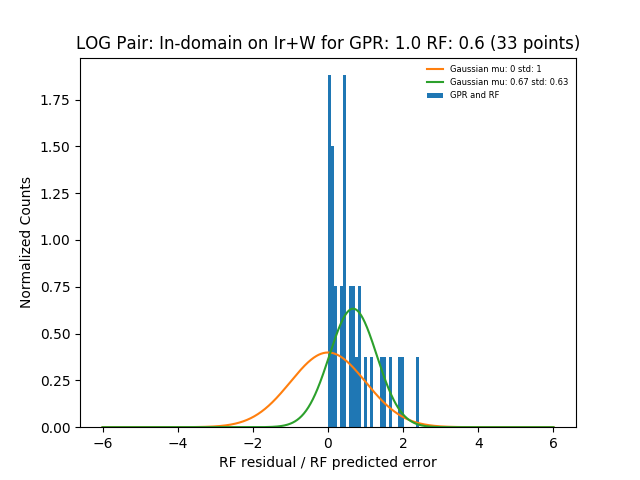 LOG Pair: In-domain on Ir+W for GPR: 1.0 RF: 0.6 (33 points)
Gaussian mu: 0 std: 1
Gaussian mu: 0.67 std: 0.63
GPR and RF
Normalized Counts
1.75
1.50
1.25
1.00
0.75
0.50
0.25
0.00
−6 −4 −2 0 2 4 6
RF residual / RF predicted error